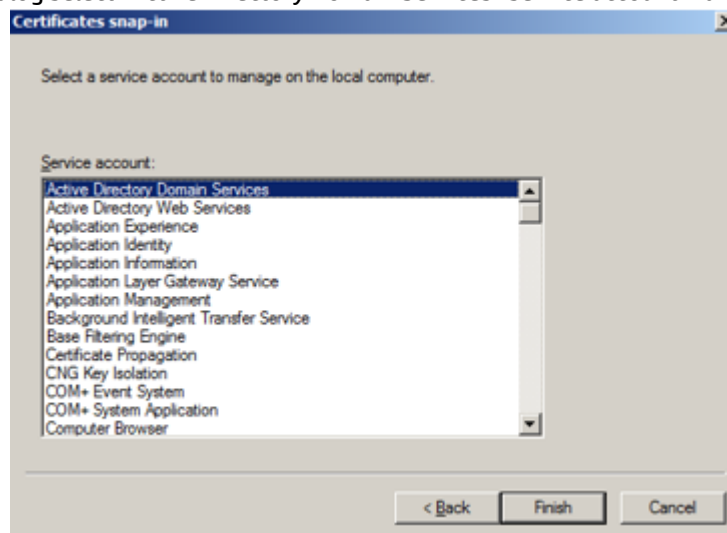 Certificates snap-in
Select a service account to manage on the local computer.
Service account:
Active Directory Domain Services
Active Directory Web Services
Application Experience
Application Identity
Application Information
Application Layer Gateway Service
Application Management
Background Intelligent Transfer Service
Base Filtering Engine
Certificate Propagation
CNG Key Isolation
COM+ Event System
COM+ System Application
Computer Browser
< Back Finish Cancel